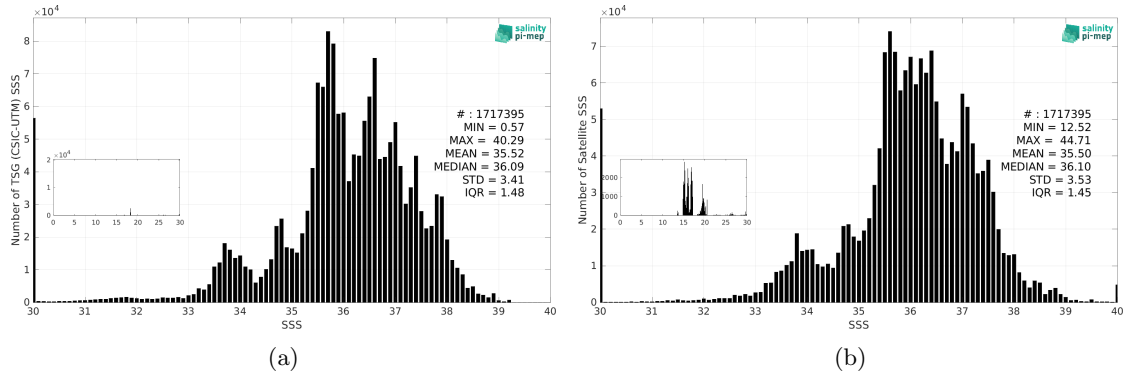 ×10⁴
salinity
pi-mep
Number of TSG (CSIC-UTM) SSS
8
7
6
5
4
3
2
1
0
# : 1717395
MIN = 0.57
MAX = 40.29
MEAN = 35.52
MEDIAN = 36.09
STD = 3.41
IQR = 1.48
2 ×10⁴
1
0
0 5 10 15 20 25 30
30 31 32 33 34 35 36 37 38 39 40
SSS
(a)
×10⁴
salinity
pi-mep
Number of Satellite SSS
7
6
5
4
3
2
1
0
# : 1717395
MIN = 12.52
MAX = 44.71
MEAN = 35.50
MEDIAN = 36.10
STD = 3.53
IQR = 1.45
2000
1000
0
0 5 10 15 20 25 30
30 31 32 33 34 35 36 37 38 39 40
SSS
(b)